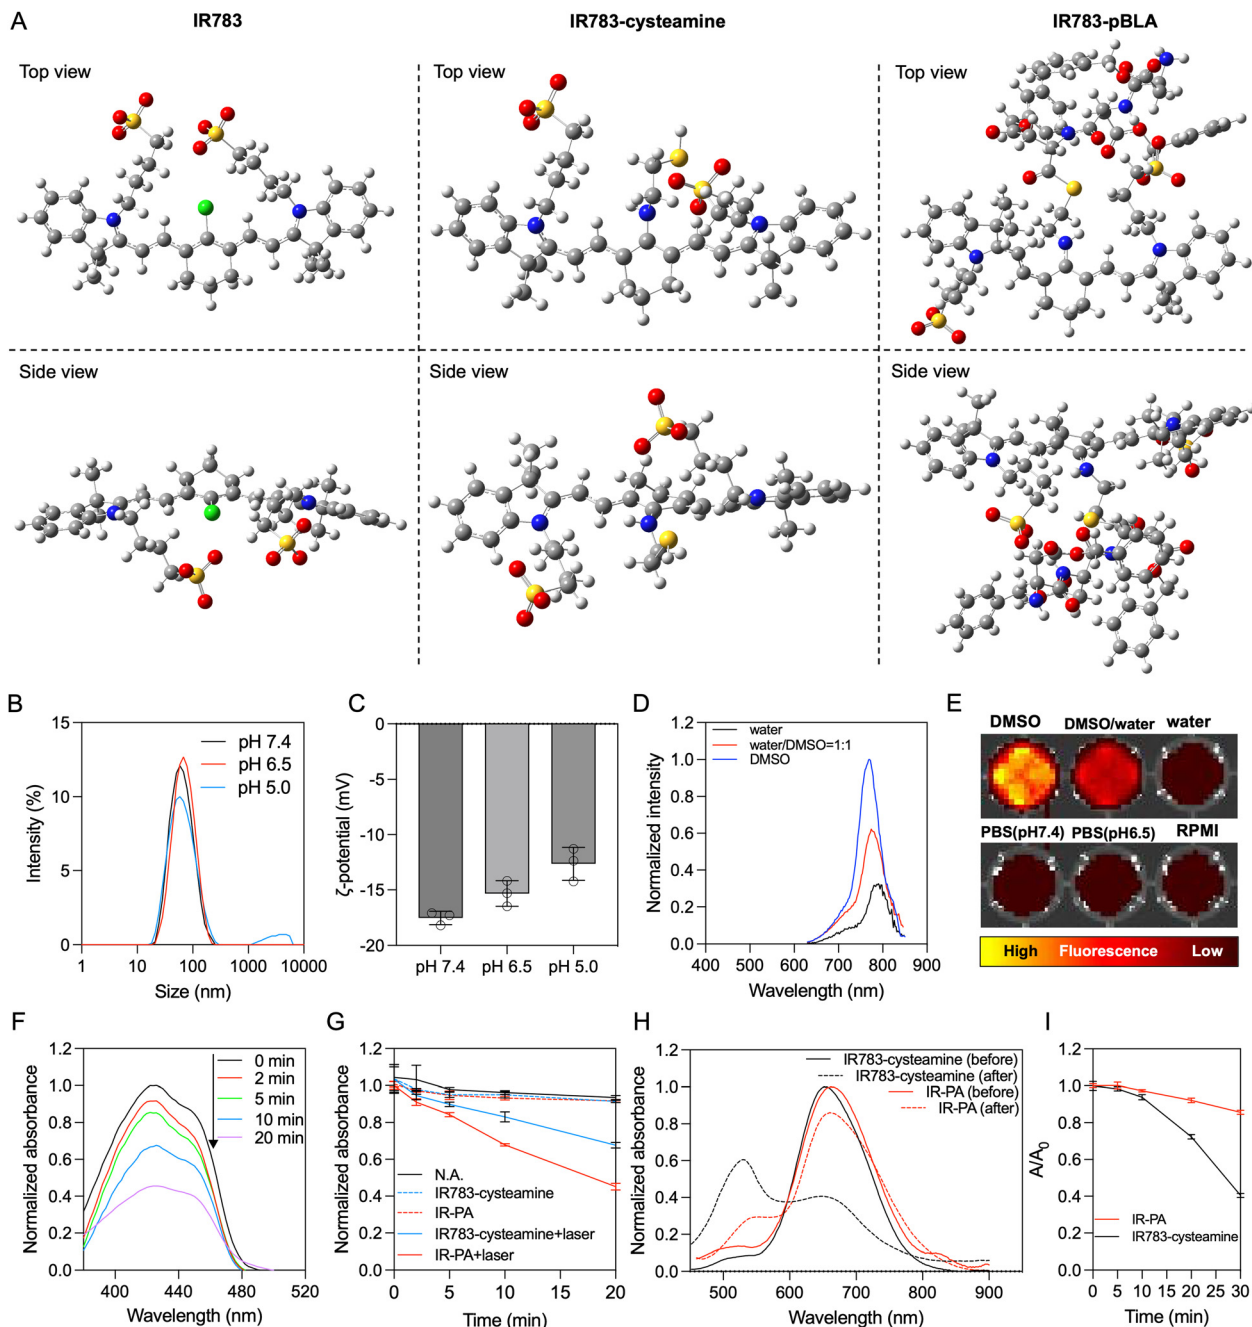 A
IR783
IR783-cysteamine
IR783-pBLA
Top view
Top view
Top view
Side view
Side view
Side view
B
15
10
5
0
Intensity (%)
pH 7.4
pH 6.5
pH 5.0
1
10
100
1000
10000
Size (nm)
C
0
-5
-10
-15
-20
ζ-potential (mV)
pH 7.4
pH 6.5
pH 5.0
D
1.2
1.0
0.8
0.6
0.4
0.2
0.0
Normalized intensity
water
water/DMSO=1:1
DMSO
400
500
600
700
800
900
Wavelength (nm)
E
DMSO
DMSO/water
water
PBS(pH7.4)
PBS(pH6.5)
RPMI
High
Fluorescence
Low
F
1.2
1.0
0.8
0.6
0.4
0.2
0.0
Normalized absorbance
0 min
2 min
5 min
10 min
20 min
400
440
480
520
Wavelength (nm)
G
1.2
1.0
0.8
0.6
0.4
0.2
0.0
Normalized absorbance
N.A.
IR783-cysteamine
IR-PA
IR783-cysteamine+laser
IR-PA+laser
0
5
10
15
20
Time (min)
H
1.2
1.0
0.8
0.6
0.4
0.2
0.0
Normalized absorbance
IR783-cysteamine (before)
IR783-cysteamine (after)
IR-PA (before)
IR-PA (after)
500
600
700
800
900
Wavelength (nm)
I
1.2
1.0
0.8
0.6
0.4
0.2
0.0
A/A0
IR-PA
IR783-cysteamine
0
5
10
15
20
25
30
Time (min)